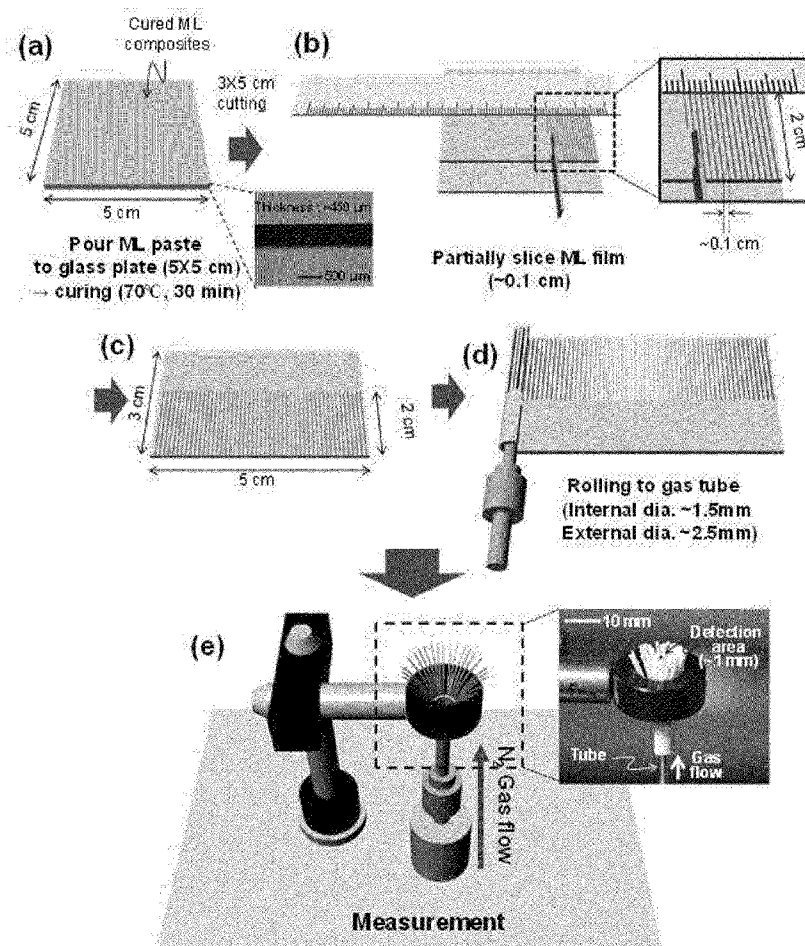 (a)
Cured ML
composites
5 cm
5 cm
3X5 cm
cutting
Thickness : ~450 µm
500 µm
Pour ML paste
to glass plate (5X5 cm)
→ curing (70℃, 30 min)
(b)
2 cm
~0.1 cm
Partially slice ML film
(~0.1 cm)
(c)
3 cm
2 cm
5 cm
(d)
Rolling to gas tube
(Internal dia. ~1.5mm
External dia. ~2.5mm)
(e)
N₂ Gas flow
10 mm
Detection
area
(~1 mm)
Tube
Gas
flow
Measurement